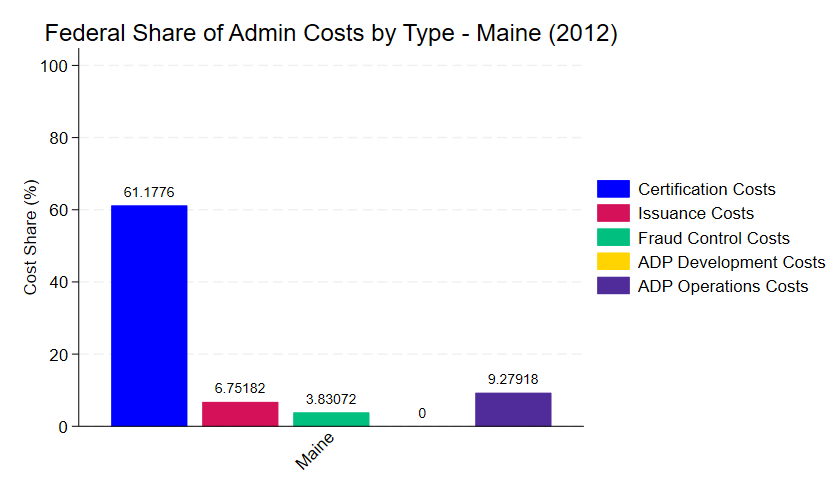 Federal Share of Admin Costs by Type - Maine (2012)
100
80
60
40
20
0
Cost Share (%)
61.1776
6.75182
3.83072
0
9.27918
Maine
Certification Costs
Issuance Costs
Fraud Control Costs
ADP Development Costs
ADP Operations Costs